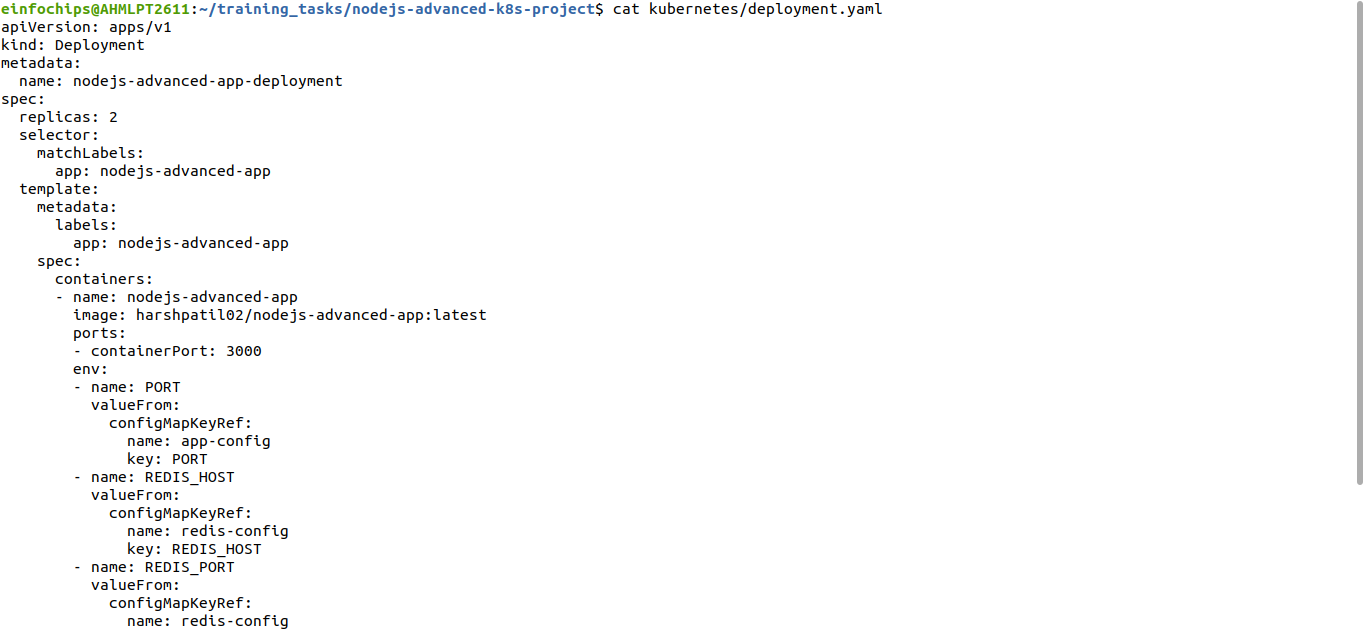 einfochips@AHMLPT2611:~/training_tasks/nodejs-advanced-k8s-project$ cat kubernetes/deployment.yaml
apiVersion: apps/v1
kind: Deployment
metadata:
  name: nodejs-advanced-app-deployment
spec:
  replicas: 2
  selector:
    matchLabels:
      app: nodejs-advanced-app
  template:
    metadata:
      labels:
        app: nodejs-advanced-app
    spec:
      containers:
      - name: nodejs-advanced-app
        image: harshpatil02/nodejs-advanced-app:latest
        ports:
        - containerPort: 3000
        env:
        - name: PORT
          valueFrom:
            configMapKeyRef:
              name: app-config
              key: PORT
        - name: REDIS_HOST
          valueFrom:
            configMapKeyRef:
              name: redis-config
              key: REDIS_HOST
        - name: REDIS_PORT
          valueFrom:
            configMapKeyRef:
              name: redis-config